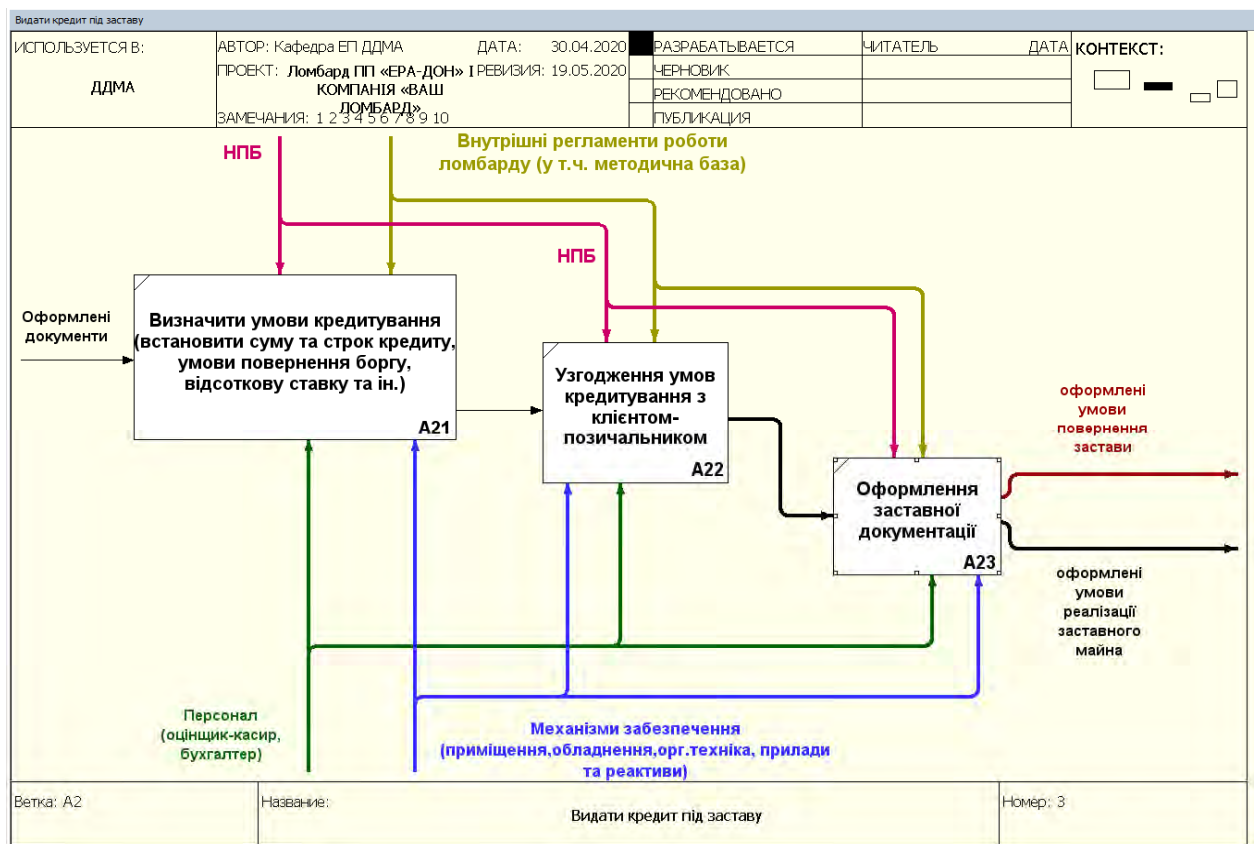 Видати кредит під заставу
ИСПОЛЬЗУЕТСЯ В:
ДДМА
АВТОР: Кафедра ЕП ДДМА
ДАТА: 30.04.2020
ПРОЕКТ: Ломбард ПП «ЕРА-ДОН» І
КОМПАНІЯ «ВАШ
ЛОМБАРД»
РЕВИЗИЯ: 19.05.2020
ЗАМЕЧАНИЯ: 1 2 3 4 5 6 7 8 9 10
РАЗРАБАТЫВАЕТСЯ
ЧЕРНОВИК
РЕКОМЕНДОВАНО
ПУБЛИКАЦИЯ
ЧИТАТЕЛЬ
ДАТА
КОНТЕКСТ:
НПБ
Внутрішні регламенти роботи
ломбарду (у т.ч. методична база)
НПБ
Оформлені
документи
Визначити умови кредитування
(встановити суму та строк кредиту,
умови повернення боргу,
відсоткову ставку та ін.)
A21
Узгодження умов
кредитування з
клієнтом-
позичальником
A22
Оформлення
заставної
документації
A23
оформлені
умови
повернення
застави
оформлені
умови
реалізації
заставного
майна
Персонал
(оцінщик-касир,
бухгалтер)
Механізми забезпечення
(приміщення,обладнення,орг.техніка, прилади
та реактиви)
Ветка: A2
Название:
Видати кредит під заставу
Номер: 3